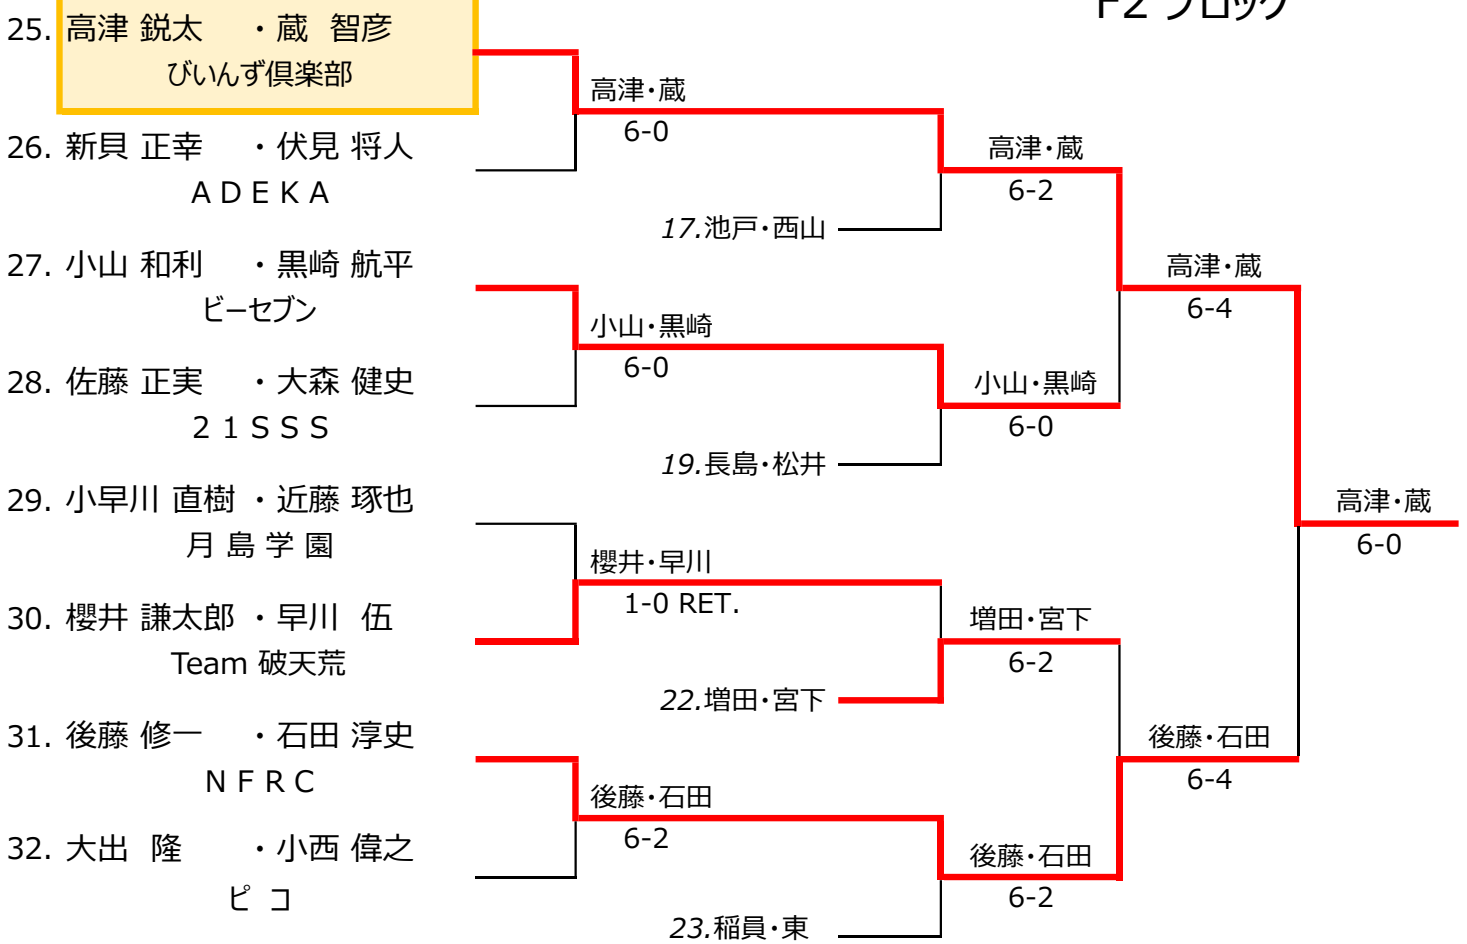 F2 ブロック
25. 高津 鋭太 ・蔵 智彦
びいんず倶楽部
高津・蔵
6-0
26. 新貝 正幸 ・伏見 将人
ＡＤＥＫＡ
高津・蔵
6-2
17.池戸・西山
27. 小山 和利 ・黒崎 航平
ビーセブン
高津・蔵
6-4
小山・黒崎
6-0
28. 佐藤 正実 ・大森 健史
２１ＳＳＳ
小山・黒崎
6-0
19.長島・松井
29. 小早川 直樹 ・近藤 琢也
月島学園
高津・蔵
6-0
櫻井・早川
1-0 RET.
30. 櫻井 謙太郎 ・早川 伍
Team 破天荒
増田・宮下
6-2
22.増田・宮下
31. 後藤 修一 ・石田 淳史
ＮＦＲＣ
後藤・石田
6-4
後藤・石田
6-2
32. 大出 隆 ・小西 偉之
ピコ
後藤・石田
6-2
23.稲員・東